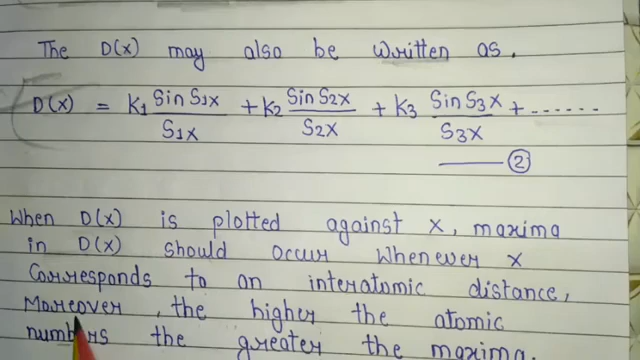 The D(x) may also be written as.
D(x) = K1 Sin S1x / S1x + K2 Sin S2x / S2x + K3 Sin S3x / S3x + ......
②
When D(x) is plotted against x, maxima
in D(x) should occur whenever x
Corresponds to an interatomic distance,
Moreover, the higher the atomic
numbers the greater the maxima.